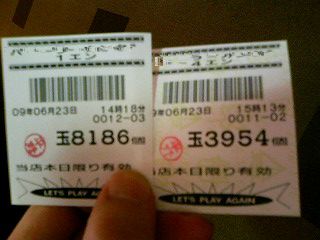 1エン
09年06月23日 14時18分
0012-03
玉8186個
当店本日限り有効
LET'S PLAY AGAIN
4エン
09年06月23日 15時13分
0011-02
玉3954個
当店本日限り有効
LET'S PLAY AGAIN